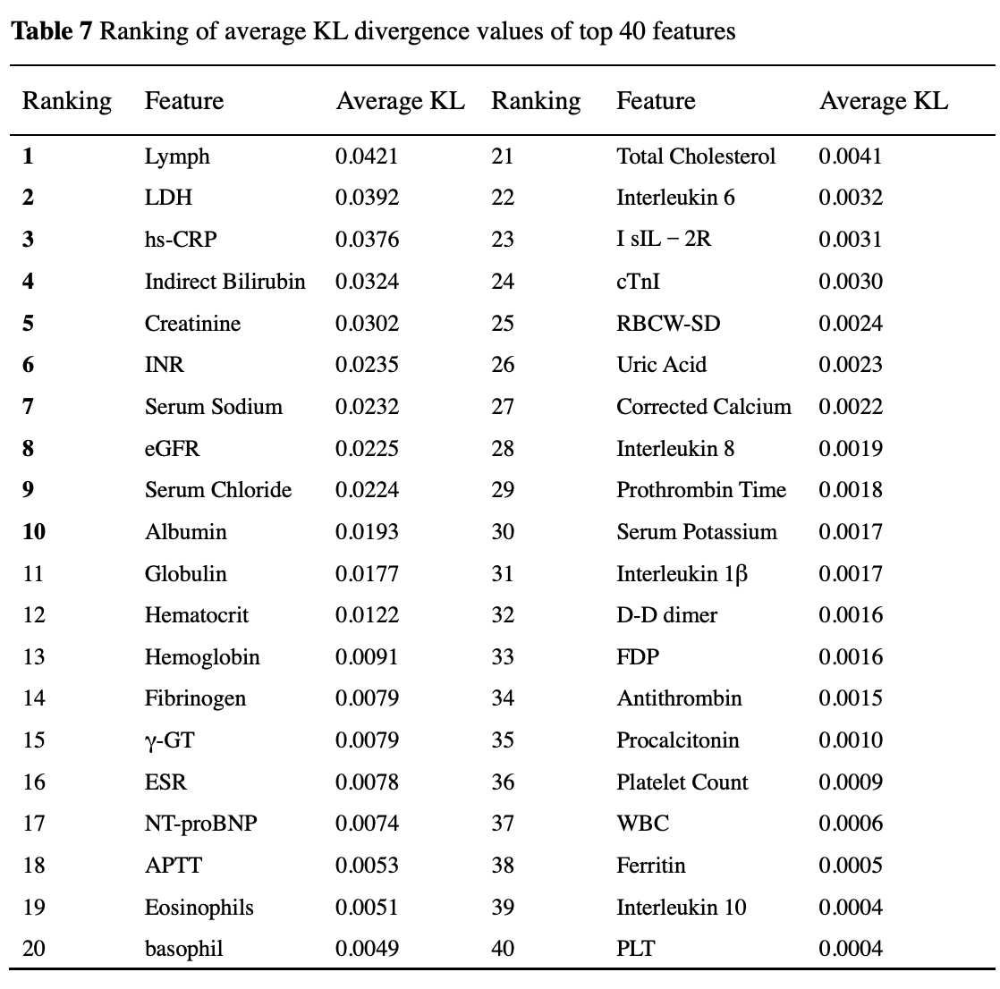 Table 7 Ranking of average KL divergence values of top 40 features
Ranking Feature Average KL Ranking Feature Average KL
1 Lymph 0.0421 21 Total Cholesterol 0.0041
2 LDH 0.0392 22 Interleukin 6 0.0032
3 hs-CRP 0.0376 23 I sIL − 2R 0.0031
4 Indirect Bilirubin 0.0324 24 cTnI 0.0030
5 Creatinine 0.0302 25 RBCW-SD 0.0024
6 INR 0.0235 26 Uric Acid 0.0023
7 Serum Sodium 0.0232 27 Corrected Calcium 0.0022
8 eGFR 0.0225 28 Interleukin 8 0.0019
9 Serum Chloride 0.0224 29 Prothrombin Time 0.0018
10 Albumin 0.0193 30 Serum Potassium 0.0017
11 Globulin 0.0177 31 Interleukin 1β 0.0017
12 Hematocrit 0.0122 32 D-D dimer 0.0016
13 Hemoglobin 0.0091 33 FDP 0.0016
14 Fibrinogen 0.0079 34 Antithrombin 0.0015
15 γ-GT 0.0079 35 Procalcitonin 0.0010
16 ESR 0.0078 36 Platelet Count 0.0009
17 NT-proBNP 0.0074 37 WBC 0.0006
18 APTT 0.0053 38 Ferritin 0.0005
19 Eosinophils 0.0051 39 Interleukin 10 0.0004
20 basophil 0.0049 40 PLT 0.0004